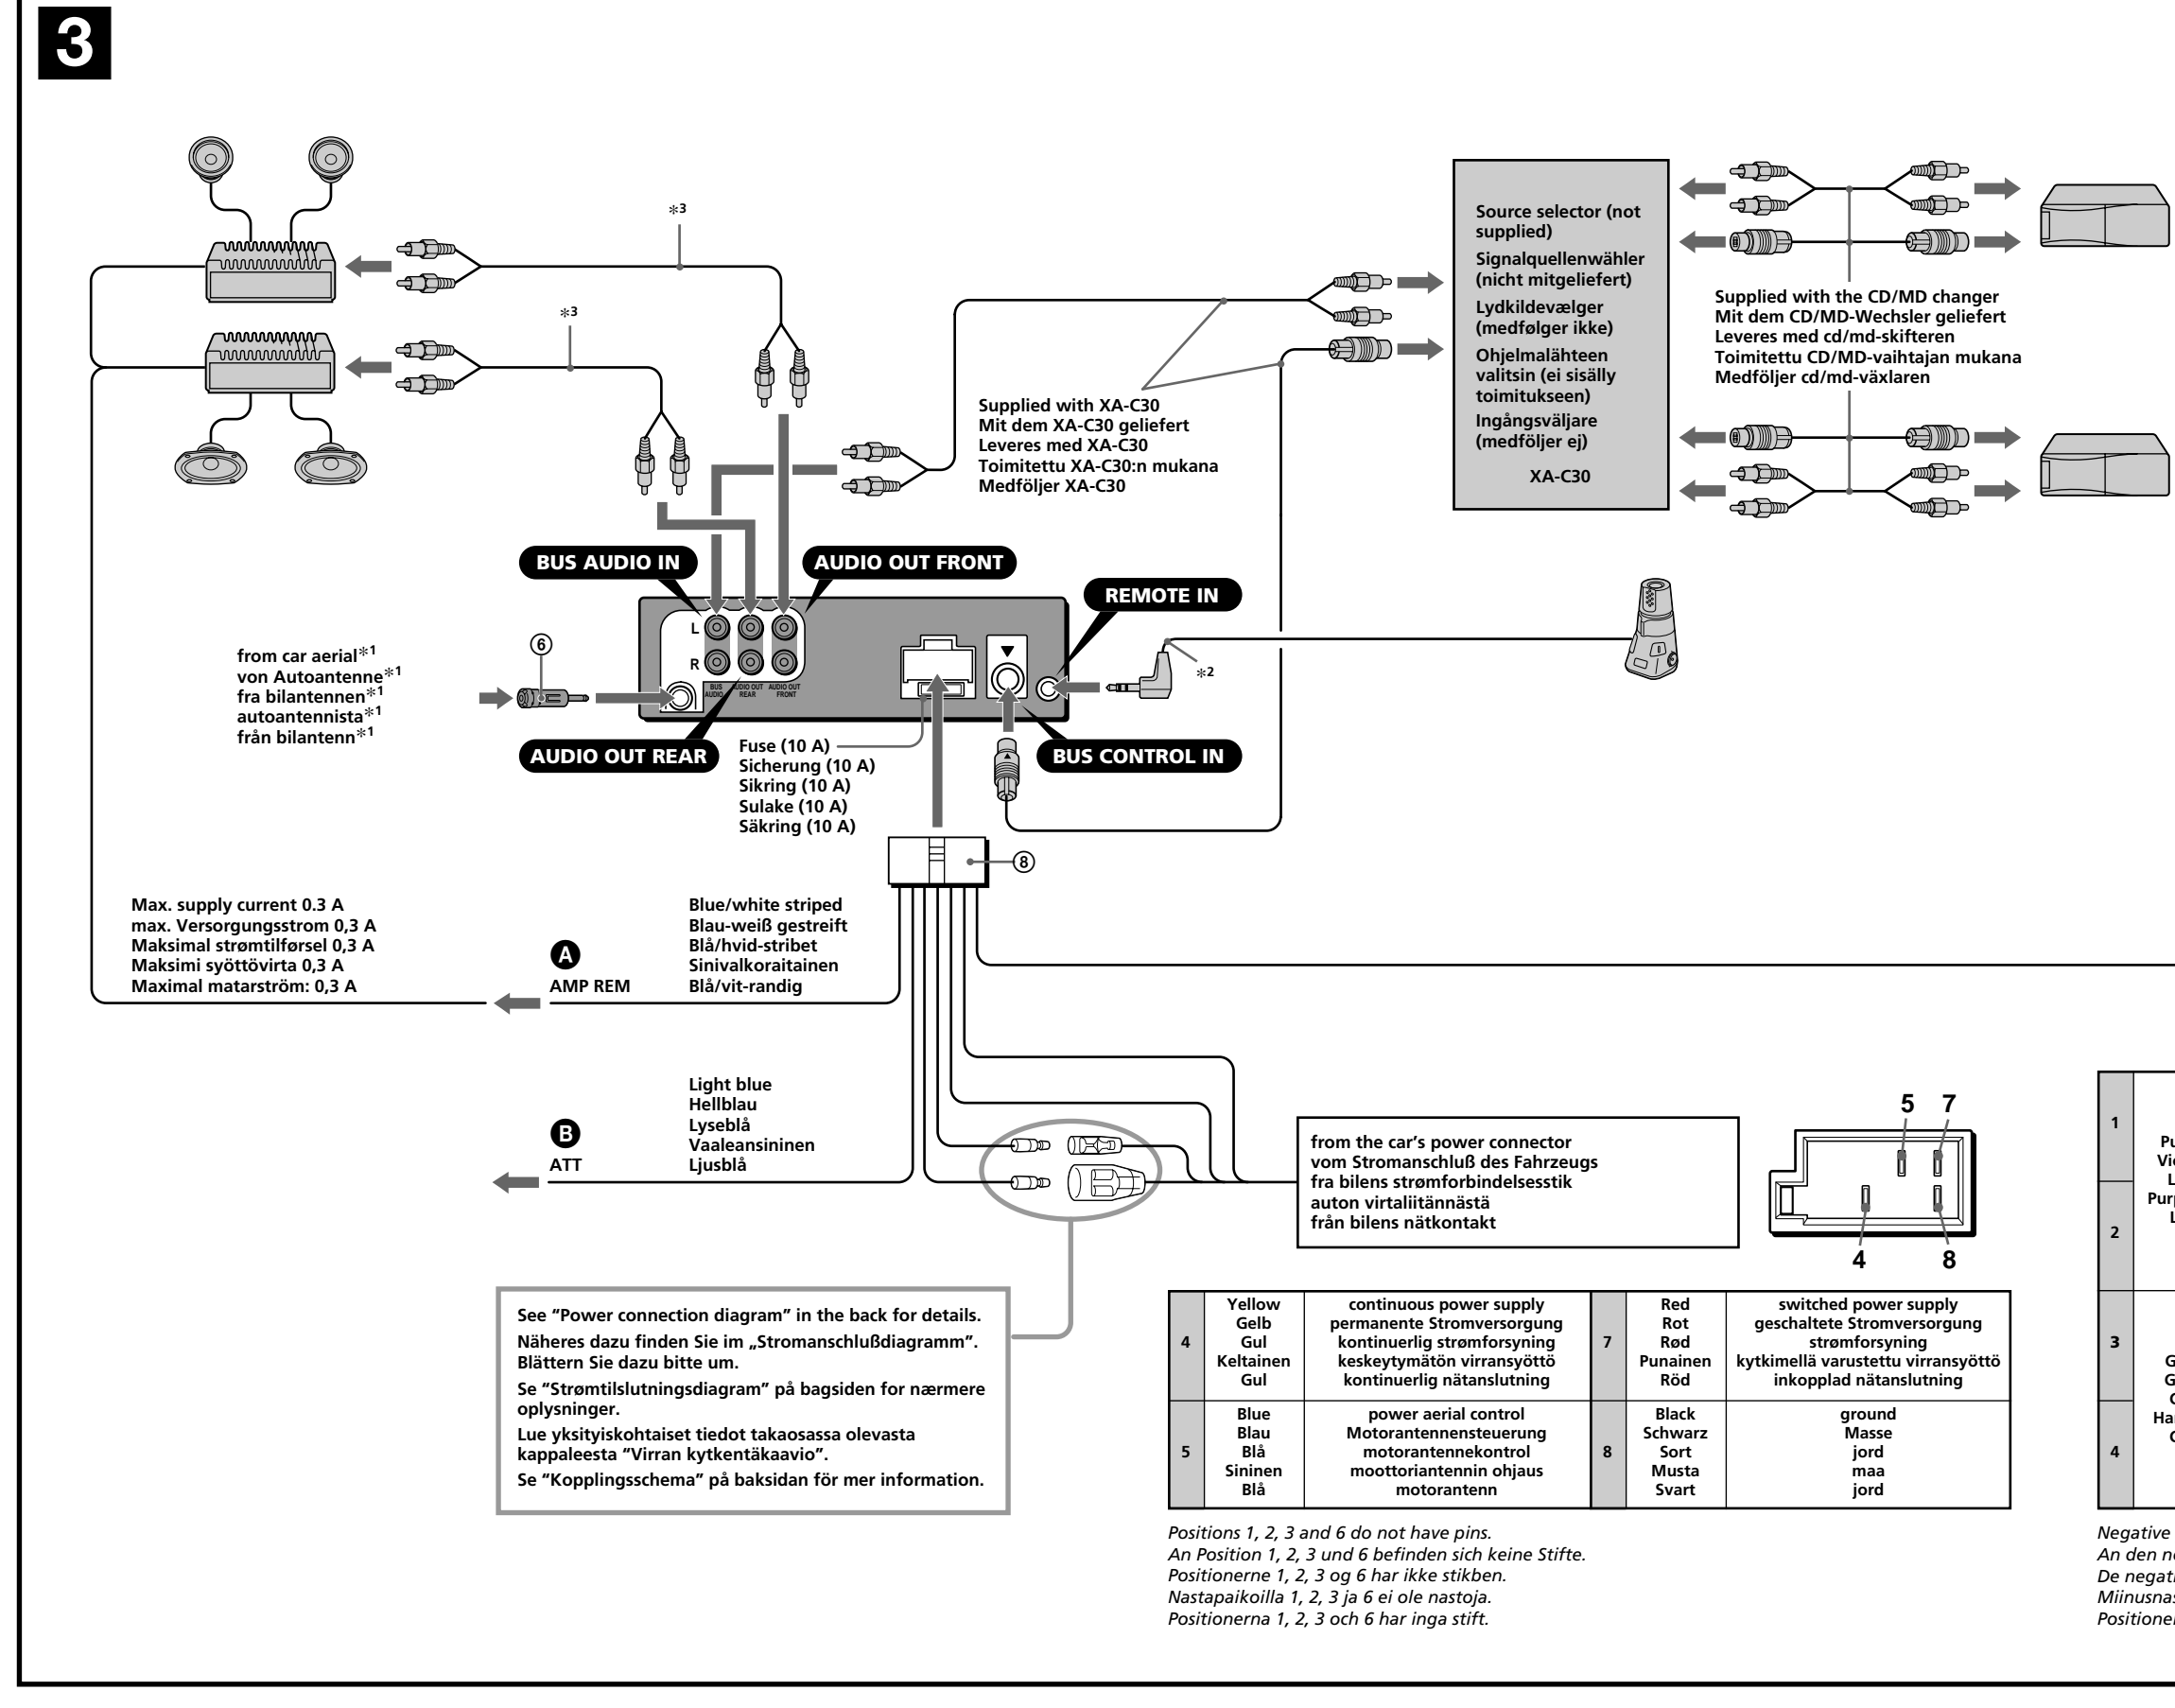 3
*3
*3
Source selector (not
supplied)
Signalquellenwähler
(nicht mitgeliefert)
Lydkildevælger
(medfølger ikke)
Ohjelmalähteen
valitsin (ei sisälly
toimitukseen)
Ingångsväljare
(medföljer ej)
XA-C30
Supplied with the CD/MD changer
Mit dem CD/MD-Wechsler geliefert
Leveres med cd/md-skifteren
Toimitettu CD/MD-vaihtajan mukana
Medföljer cd/md-växlaren
Supplied with XA-C30
Mit dem XA-C30 geliefert
Leveres med XA-C30
Toimitettu XA-C30:n mukana
Medföljer XA-C30
BUS AUDIO IN
AUDIO OUT FRONT
REMOTE IN
L
R
BUS AUDIO
AUDIO OUT REAR
AUDIO OUT FRONT
*2
⑥
from car aerial*1
von Autoantenne*1
fra bilantennen*1
autoantennista*1
från bilantenn*1
AUDIO OUT REAR
BUS CONTROL IN
Fuse (10 A)
Sicherung (10 A)
Sikring (10 A)
Sulake (10 A)
Säkring (10 A)
⑧
Max. supply current 0.3 A
max. Versorgungsstrom 0,3 A
Maksimal strømtilførsel 0,3 A
Maksimi syöttövirta 0,3 A
Maximal matarström: 0,3 A
A
AMP REM
Blue/white striped
Blau-weiß gestreift
Blå/hvid-stribet
Sinivalkoraitainen
Blå/vit-randig
B
ATT
Light blue
Hellblau
Lyseblå
Vaaleansininen
Ljusblå
from the car's power connector
vom Stromanschluß des Fahrzeugs
fra bilens strømforbindelsesstik
auton virtaliitännästä
från bilens nätkontakt
5 7
4 8
See "Power connection diagram" in the back for details.
Näheres dazu finden Sie im „Stromanschlußdiagramm".
Blättern Sie dazu bitte um.
Se "Strømtilslutningsdiagram" på bagsiden for nærmere
oplysninger.
Lue yksityiskohtaiset tiedot takaosassa olevasta
kappaleesta "Virran kytkentäkaavio".
Se "Kopplingsschema" på baksidan för mer information.
4
Yellow
Gelb
Gul
Keltainen
Gul
continuous power supply
permanente Stromversorgung
kontinuerlig strømforsyning
keskeytymätön virransyöttö
kontinuerlig nätanslutning
7
Red
Rot
Rød
Punainen
Röd
switched power supply
geschaltete Stromversorgung
strømforsyning
kytkimellä varustettu virransyöttö
inkopplad nätanslutning
5
Blue
Blau
Blå
Sininen
Blå
power aerial control
Motorantennensteuerung
motorantennekontrol
moottoriantennin ohjaus
motorantenn
8
Black
Schwarz
Sort
Musta
Svart
ground
Masse
jord
maa
jord
Positions 1, 2, 3 and 6 do not have pins.
An Position 1, 2, 3 und 6 befinden sich keine Stifte.
Positionerne 1, 2, 3 og 6 har ikke stikben.
Nastapaikoilla 1, 2, 3 ja 6 ei ole nastoja.
Positionerna 1, 2, 3 och 6 har inga stift.
1
2
3
4
Negative
An den
De